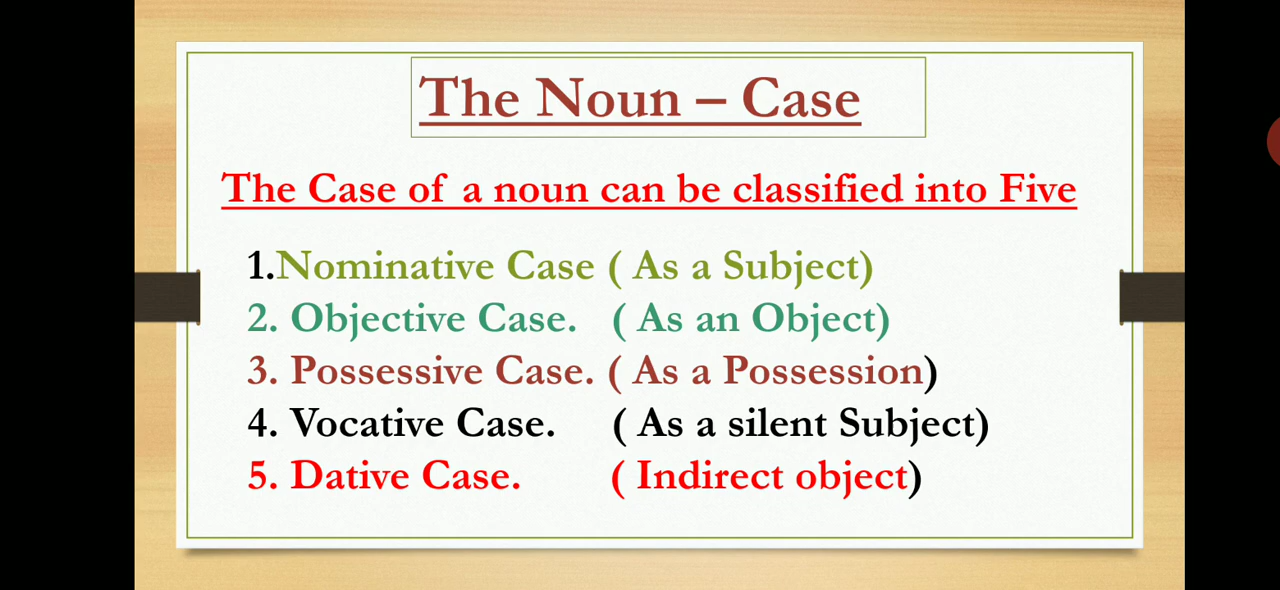 The Noun – Case
The Case of a noun can be classified into Five
1.Nominative Case ( As a Subject)
2. Objective Case. ( As an Object)
3. Possessive Case. ( As a Possession)
4. Vocative Case. ( As a silent Subject)
5. Dative Case. ( Indirect object)